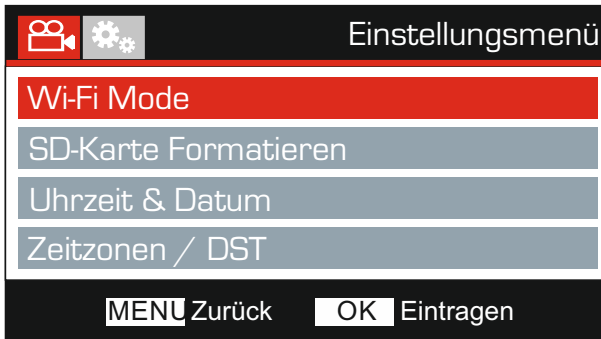 Einstellungsmenü
Wi-Fi Mode
SD-Karte Formatieren
Uhrzeit & Datum
Zeitzonen / DST
MENU Zurück OK Eintragen